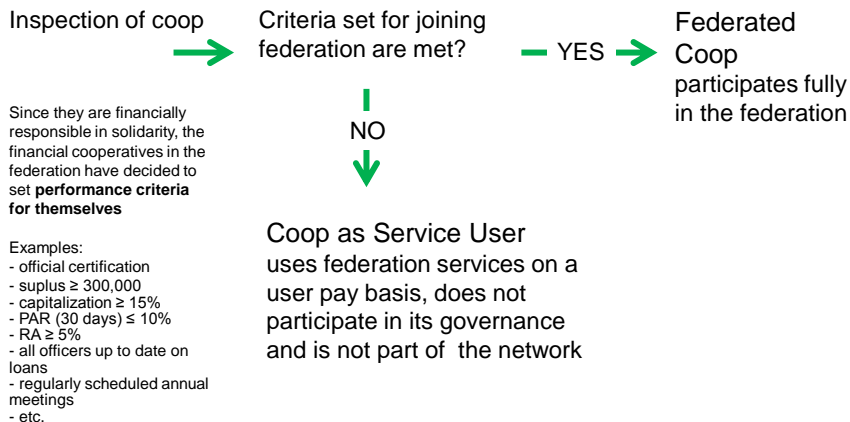 Inspection of coop
Criteria set for joining
federation are met?
YES
Federated
Coop
participates fully
in the federation
NO
Since they are financially
responsible in solidarity, the
financial cooperatives in the
federation have decided to
set performance criteria
for themselves
Examples:
- official certification
- suplus ≥ 300,000
- capitalization ≥ 15%
- PAR (30 days) ≤ 10%
- RA ≥ 5%
- all officers up to date on
loans
- regularly scheduled annual
meetings
- etc.
Coop as Service User
uses federation services on a
user pay basis, does not
participate in its governance
and is not part of the network